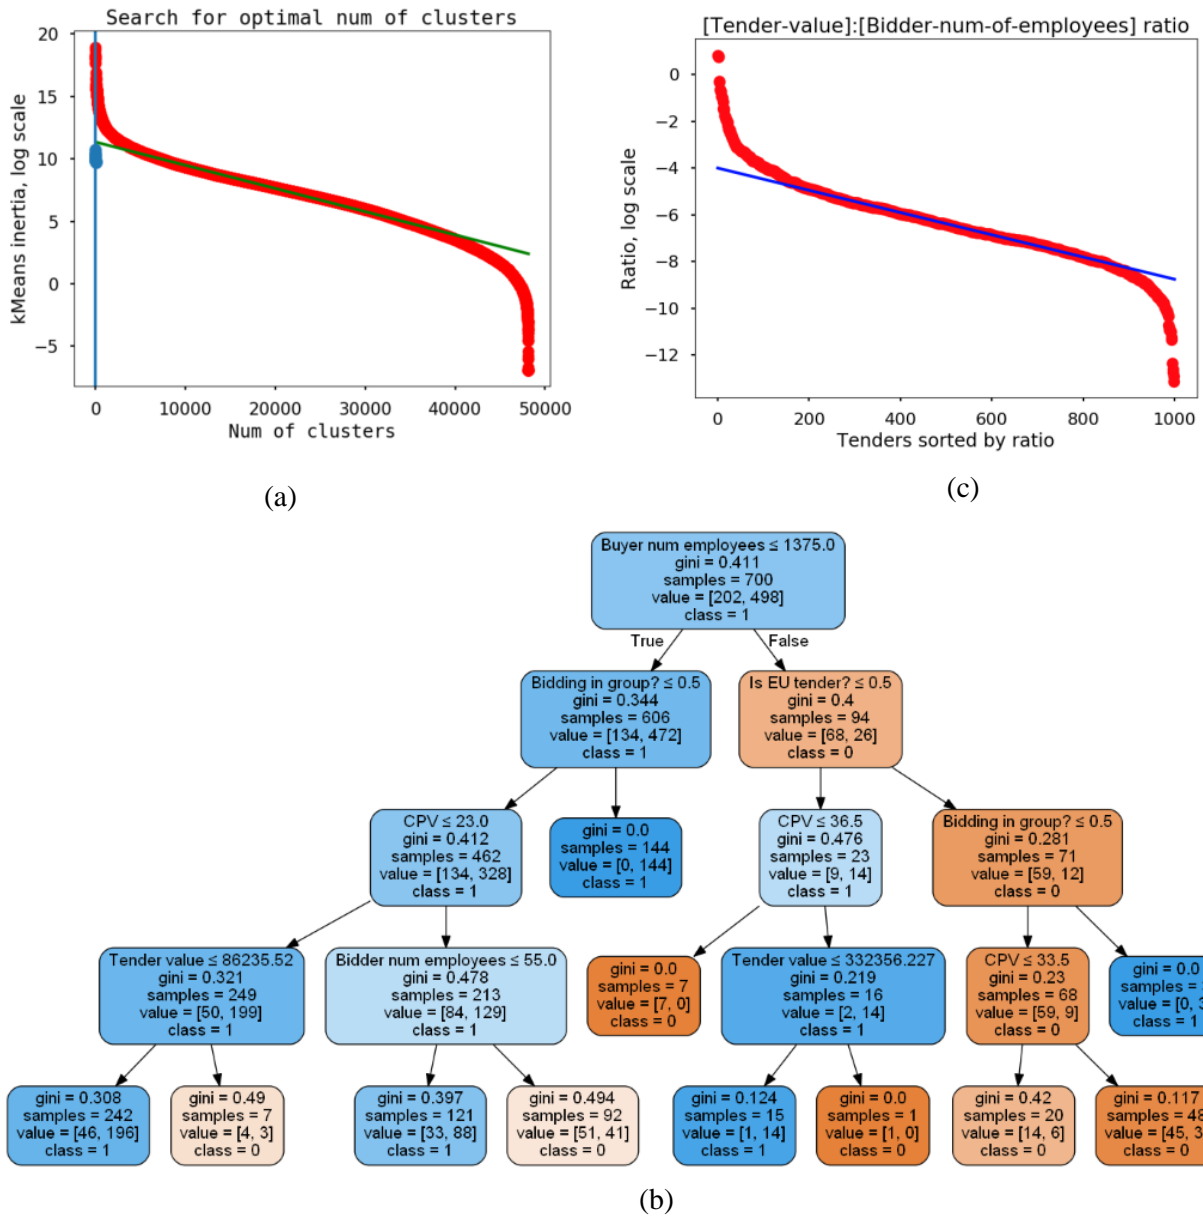 Search for optimal num of clusters
20
15
10
5
0
−5
kMeans inertia, log scale
0 10000 20000 30000 40000 50000
Num of clusters
(a)
[Tender-value]:[Bidder-num-of-employees] ratio
0
−2
−4
−6
−8
−10
−12
Ratio, log scale
0 200 400 600 800 1000
Tenders sorted by ratio
(c)
Buyer num employees ≤ 1375.0
gini = 0.411
samples = 700
value = [202, 498]
class = 1
True
False
Bidding in group? ≤ 0.5
gini = 0.344
samples = 606
value = [134, 472]
class = 1
Is EU tender? ≤ 0.5
gini = 0.4
samples = 94
value = [68, 26]
class = 0
CPV ≤ 23.0
gini = 0.412
samples = 462
value = [134, 328]
class = 1
gini = 0.0
samples = 144
value = [0, 144]
class = 1
CPV ≤ 36.5
gini = 0.476
samples = 23
value = [9, 14]
class = 1
Bidding in group? ≤ 0.5
gini = 0.281
samples = 71
value = [59, 12]
class = 0
Tender value ≤ 86235.52
gini = 0.321
samples = 249
value = [50, 199]
class = 1
Bidder num employees ≤ 55.0
gini = 0.478
samples = 213
value = [84, 129]
class = 1
gini = 0.0
samples = 7
value = [7, 0]
class = 0
Tender value ≤ 332356.227
gini = 0.219
samples = 16
value = [2, 14]
class = 1
CPV ≤ 33.5
gini = 0.23
samples = 68
value = [59, 9]
class = 0
gini = 0.0
samples =
value = [0, 3
class = 1
gini = 0.308
samples = 242
value = [46, 196]
class = 1
gini = 0.49
samples = 7
value = [4, 3]
class = 0
gini = 0.397
samples = 121
value = [33, 88]
class = 1
gini = 0.494
samples = 92
value = [51, 41]
class = 0
gini = 0.124
samples = 15
value = [1, 14]
class = 1
gini = 0.0
samples = 1
value = [1, 0]
class = 0
gini = 0.42
samples = 20
value = [14, 6]
class = 0
gini = 0.117
samples = 48
value = [45, 3
class = 0
(b)